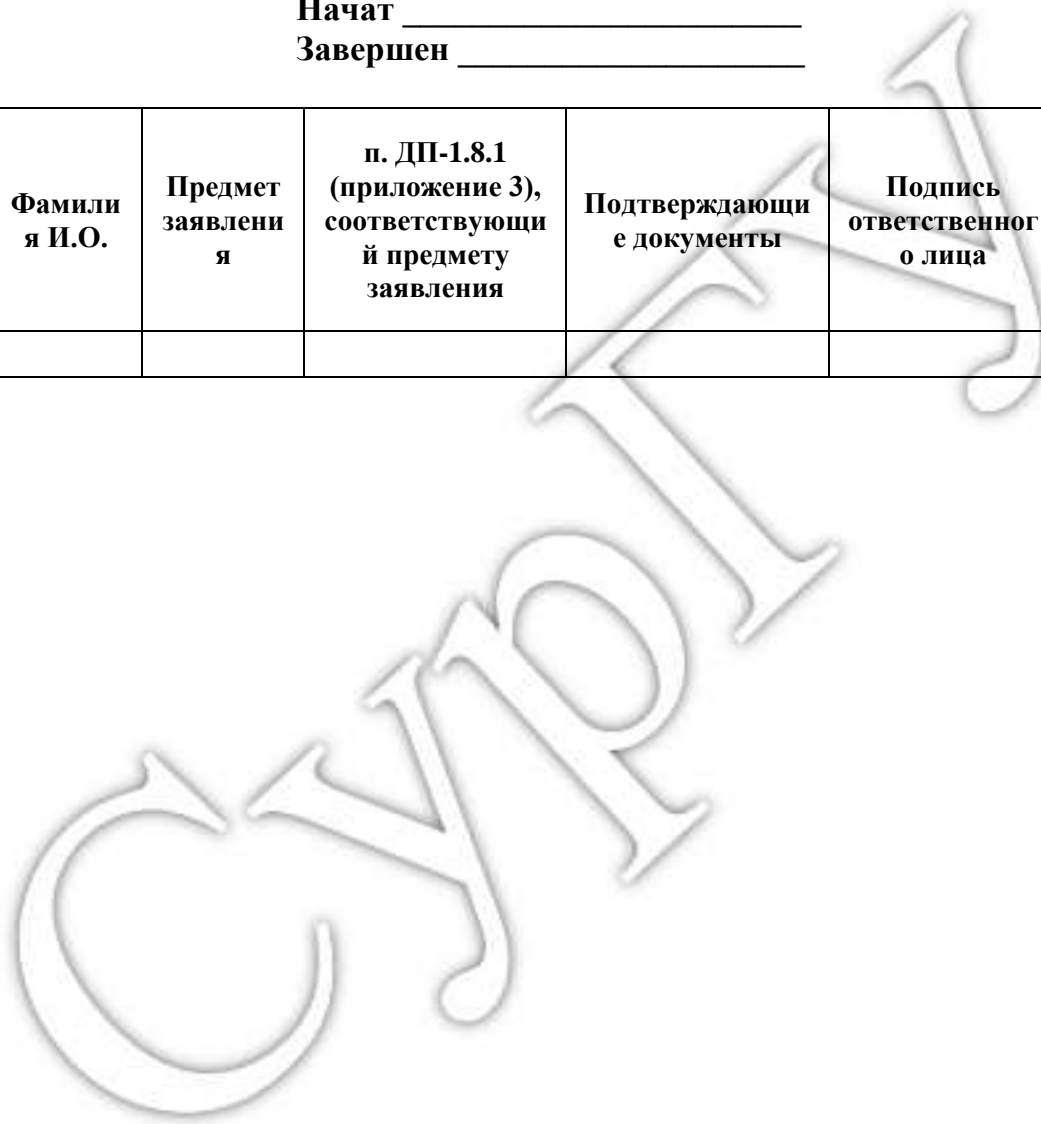 Начат _______________________
Завершен ____________________
Фамили
я И.О.
Предмет
заявлени
я
п. ДП-1.8.1
(приложение 3),
соответствующи
й предмету
заявления
Подтверждающи
е документы
Подпись
ответственног
о лица
СурГУ